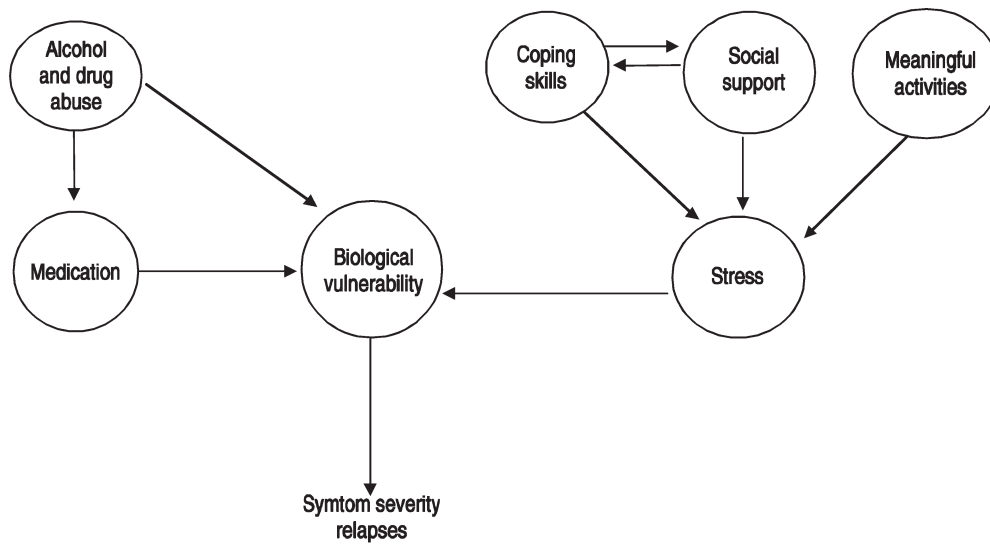 Alcohol
and drug
abuse
Coping
skills
Social
support
Meaningful
activities
Medication
Biological
vulnerability
Stress
Symtom severity
relapses